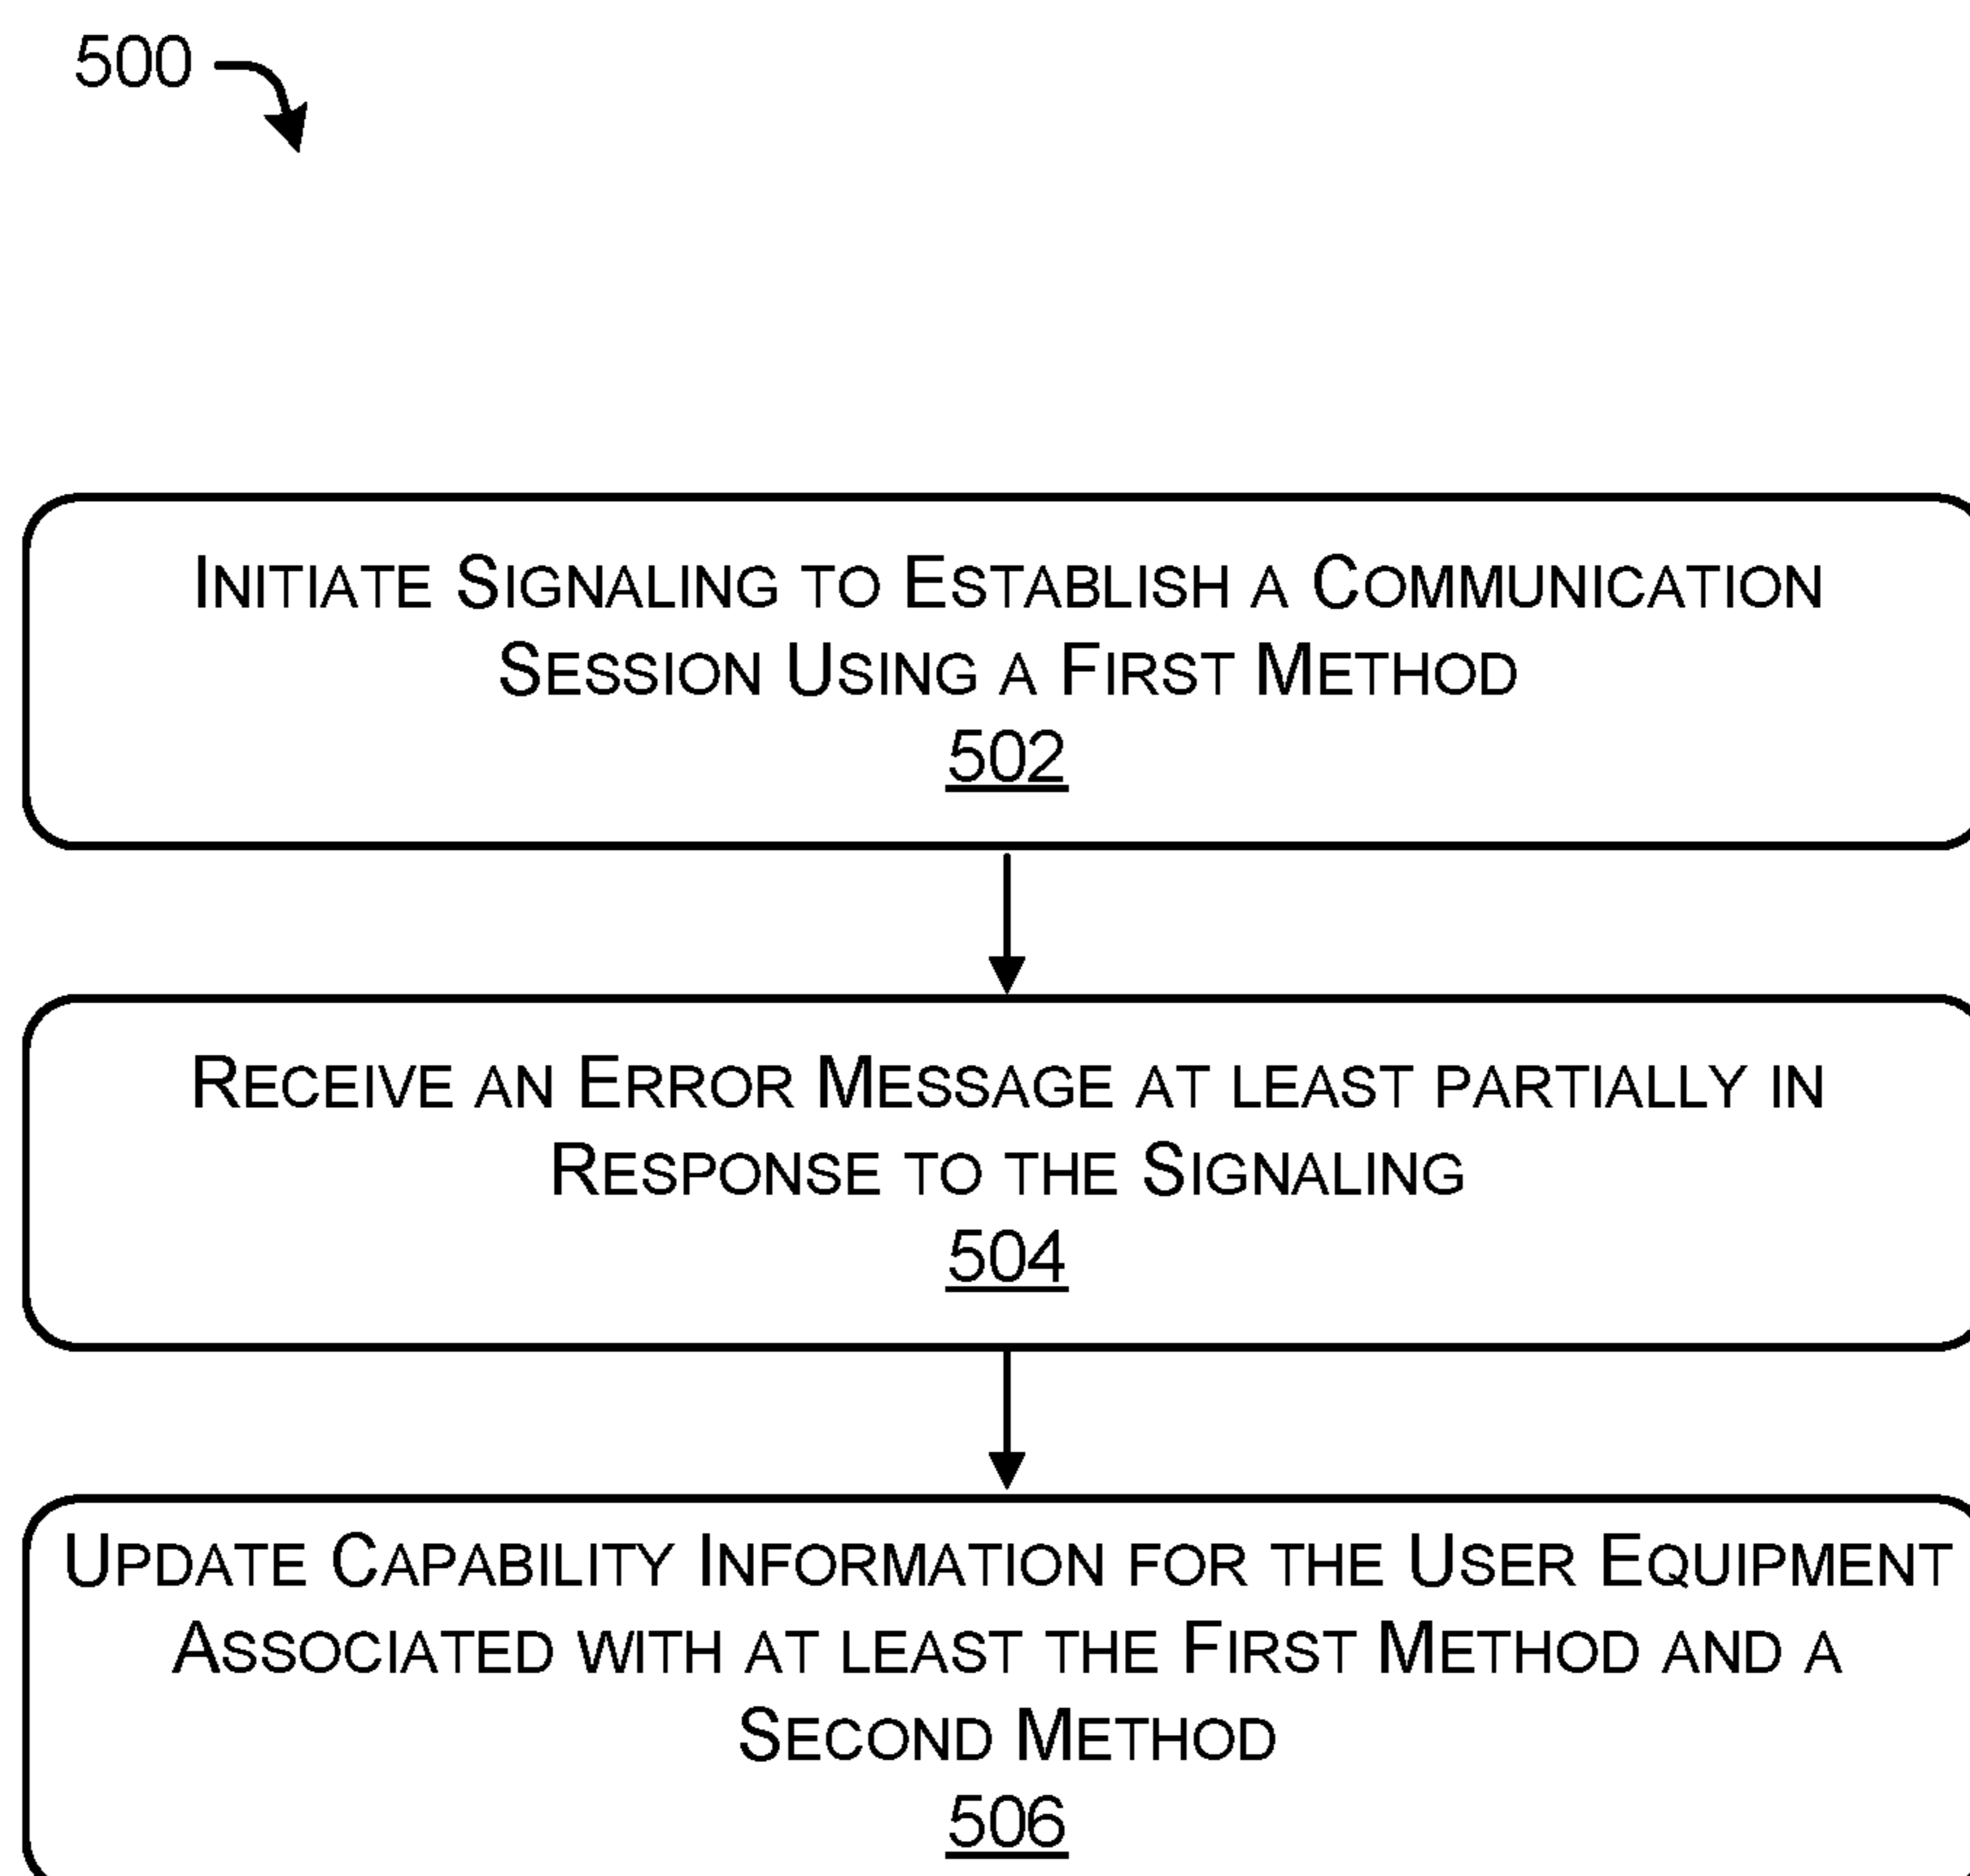 500
INITIATE SIGNALING TO ESTABLISH A COMMUNICATION
SESSION USING A FIRST METHOD
502
RECEIVE AN ERROR MESSAGE AT LEAST PARTIALLY IN
RESPONSE TO THE SIGNALING
504
UPDATE CAPABILITY INFORMATION FOR THE USER EQUIPMENT
ASSOCIATED WITH AT LEAST THE FIRST METHOD AND A
SECOND METHOD
506